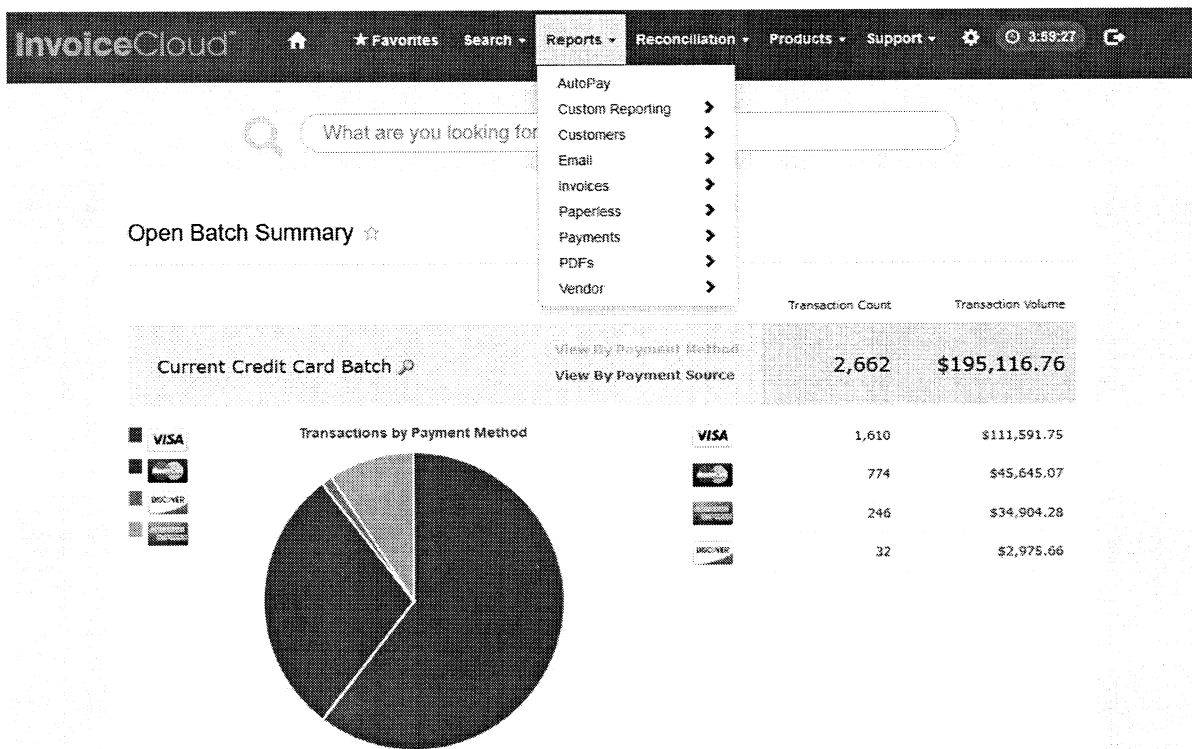 InvoiceCloud™ ★ Favorites Search Reports Reconciliation Products Support 3:59:27
AutoPay
Custom Reporting
Customers
Email
Invoices
Paperless
Payments
PDFs
Vendor
What are you looking for
Open Batch Summary
Transaction Count Transaction Volume
Current Credit Card Batch
View By Payment Method
View By Payment Source
2,662 $195,116.76
Transactions by Payment Method
VISA
DISCOVER
VISA 1,610 $111,591.75
774 $45,645.07
246 $34,904.28
DISCOVER 32 $2,975.66